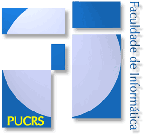 PUCRS
Faculdade de Informática